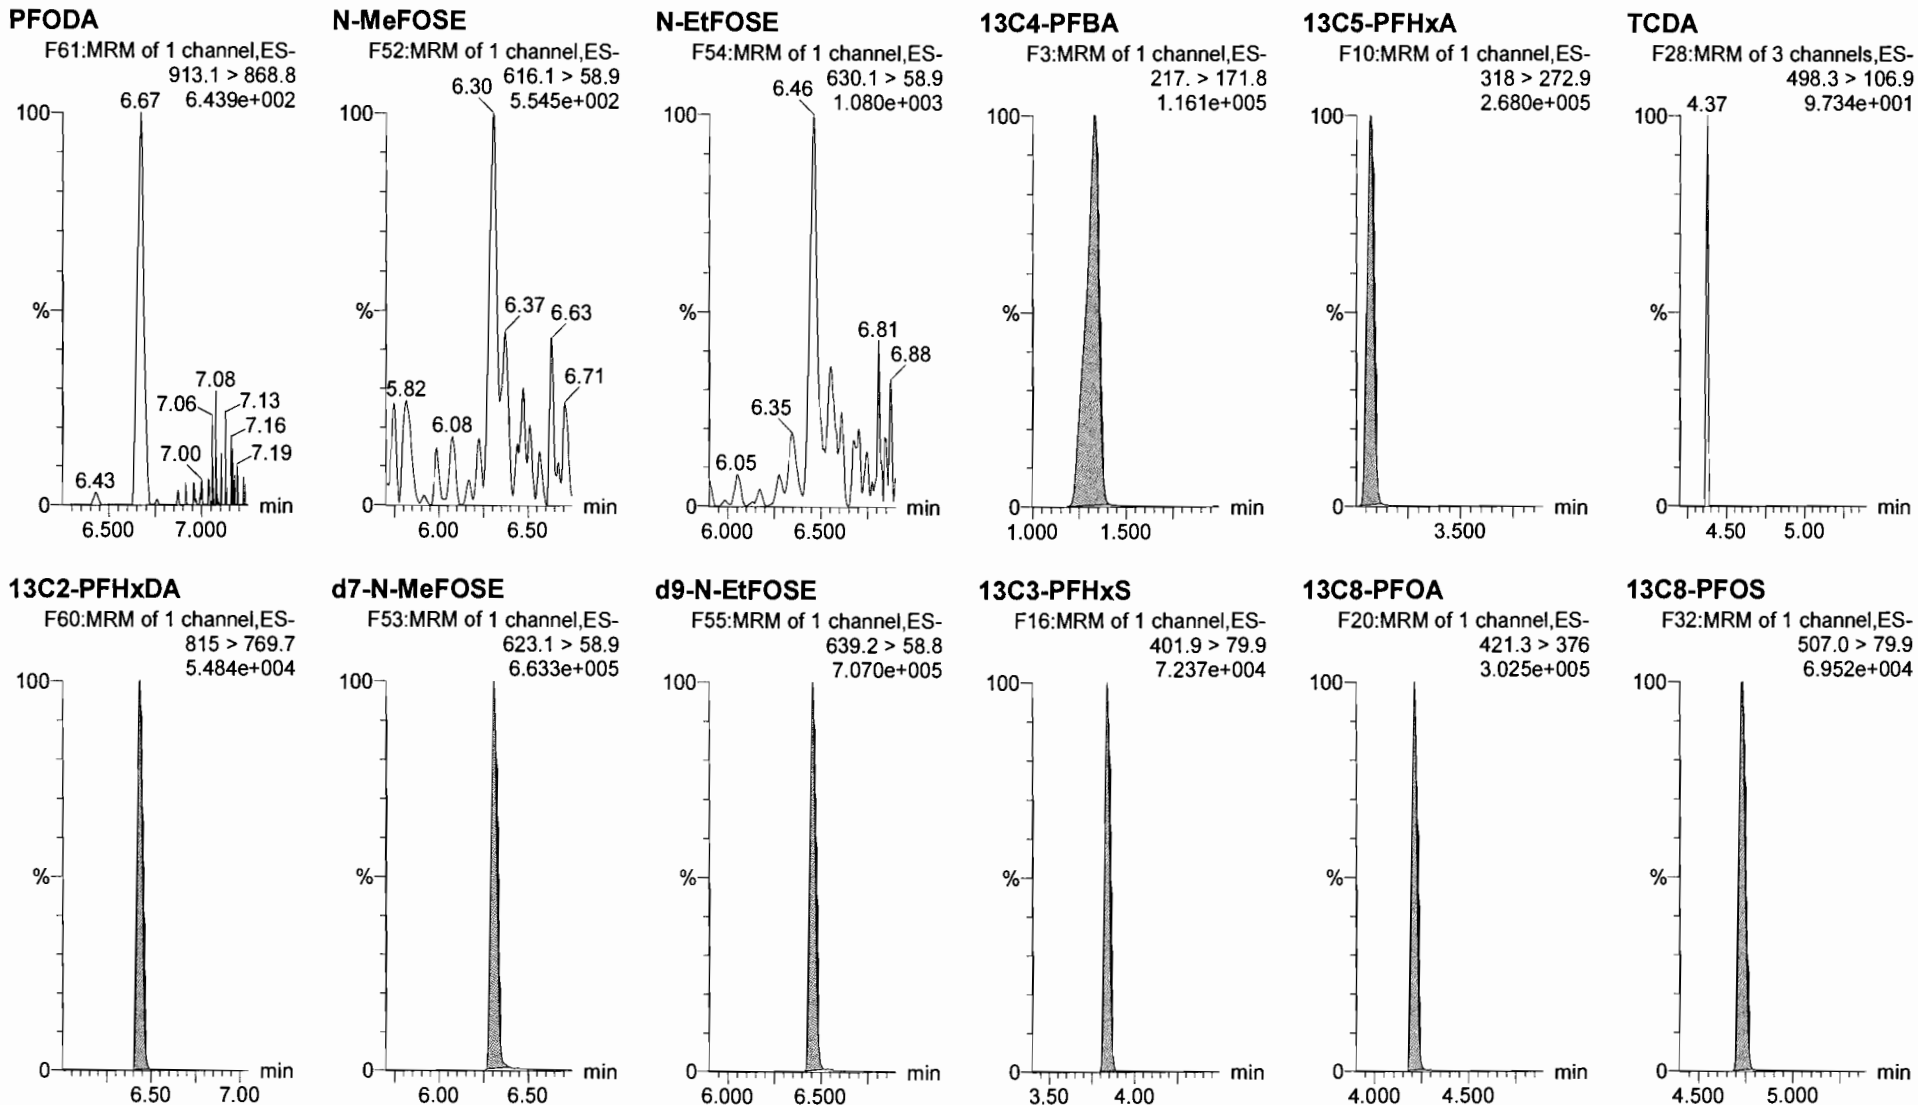 PFODA
F61:MRM of 1 channel,ES-
913.1 > 868.8
6.439e+002
100
%
0
6.67
6.43
7.00
7.06
7.08
7.13
7.16
7.19
min
6.500 7.000
N-MeFOSE
F52:MRM of 1 channel,ES-
616.1 > 58.9
5.545e+002
100
%
0
6.30
6.37
6.63
6.71
5.82
6.08
min
6.00 6.50
N-EtFOSE
F54:MRM of 1 channel,ES-
630.1 > 58.9
1.080e+003
100
%
0
6.46
6.81
6.88
6.35
6.05
min
6.000 6.500
13C4-PFBA
F3:MRM of 1 channel,ES-
217. > 171.8
1.161e+005
100
%
0
min
1.000 1.500
13C5-PFHxA
F10:MRM of 1 channel,ES-
318 > 272.9
2.680e+005
100
%
0
min
3.500
TCDA
F28:MRM of 3 channels,ES-
498.3 > 106.9
9.734e+001
4.37
100
%
0
min
4.50 5.00
13C2-PFHxDA
F60:MRM of 1 channel,ES-
815 > 769.7
5.484e+004
100
%
0
min
6.50 7.00
d7-N-MeFOSE
F53:MRM of 1 channel,ES-
623.1 > 58.9
6.633e+005
100
%
0
min
6.00 6.50
d9-N-EtFOSE
F55:MRM of 1 channel,ES-
639.2 > 58.8
7.070e+005
100
%
0
min
6.000 6.500
13C3-PFHxS
F16:MRM of 1 channel,ES-
401.9 > 79.9
7.237e+004
100
%
0
min
3.50 4.00
13C8-PFOA
F20:MRM of 1 channel,ES-
421.3 > 376
3.025e+005
100
%
0
min
4.000 4.500
13C8-PFOS
F32:MRM of 1 channel,ES-
507.0 > 79.9
6.952e+004
100
%
0
min
4.500 5.000